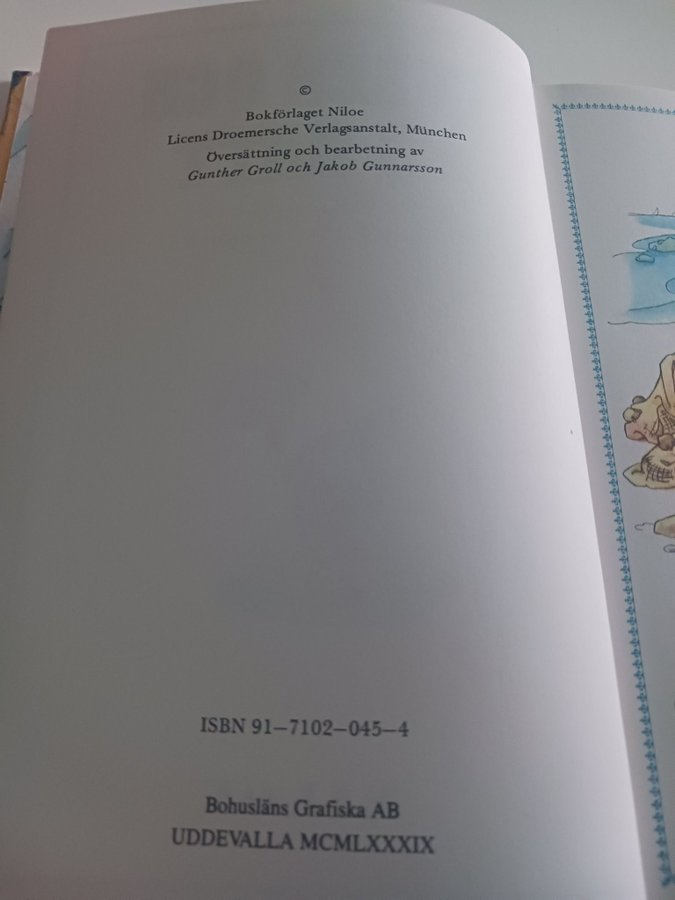 ©
Bokförlaget Niloe
Licens Droemersche Verlagsanstalt, München
Översättning och bearbetning av
Gunther Groll och Jakob Gunnarsson
ISBN 91–7102–045–4
Bohusläns Grafiska AB
UDDEVALLA MCMLXXXIX